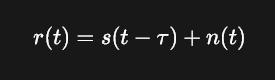 r(t) = s(t − τ) + n(t)